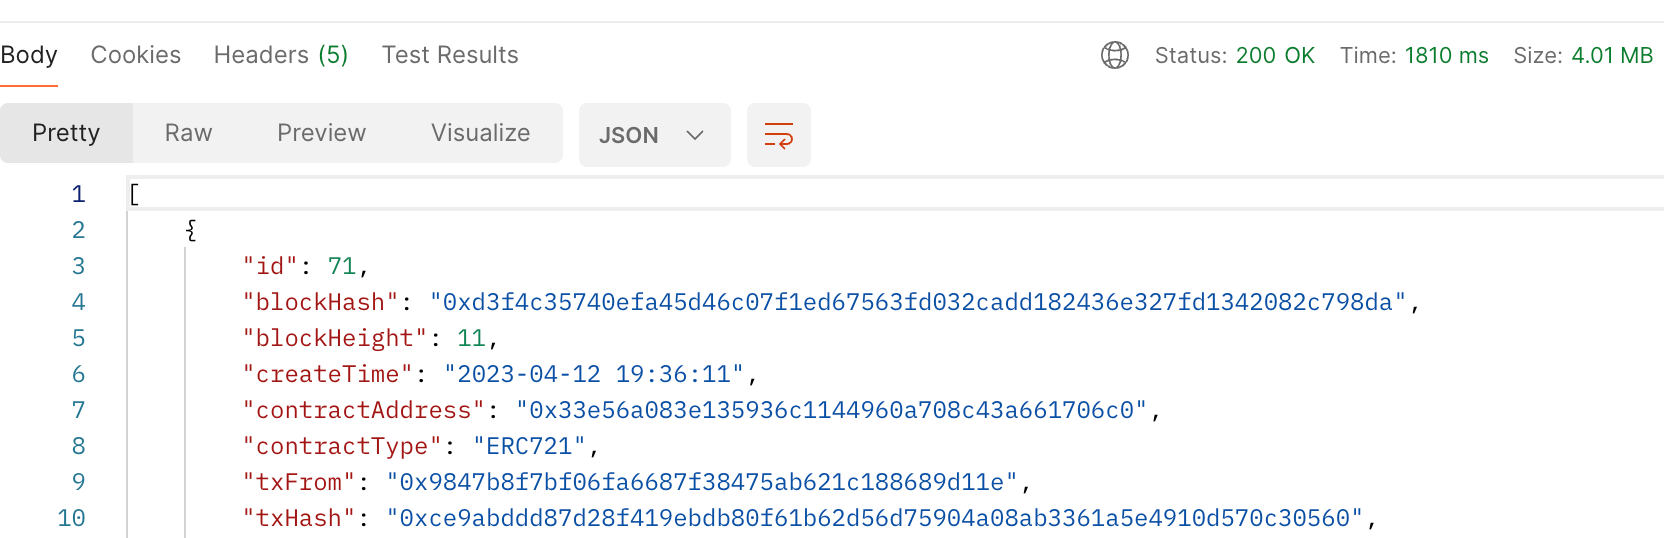 Body Cookies Headers (5) Test Results Status: 200 OK Time: 1810 ms Size: 4.01 MB
Pretty Raw Preview Visualize JSON
1 [
2 {
3 "id": 71,
4 "blockHash": "0xd3f4c35740efa45d46c07f1ed67563fd032cadd182436e327fd1342082c798da",
5 "blockHeight": 11,
6 "createTime": "2023-04-12 19:36:11",
7 "contractAddress": "0x33e56a083e135936c1144960a708c43a661706c0",
8 "contractType": "ERC721",
9 "txFrom": "0x9847b8f7bf06fa6687f38475ab621c188689d11e",
10 "txHash": "0xce9abddd87d28f419ebdb80f61b62d56d75904a08ab3361a5e4910d570c30560",